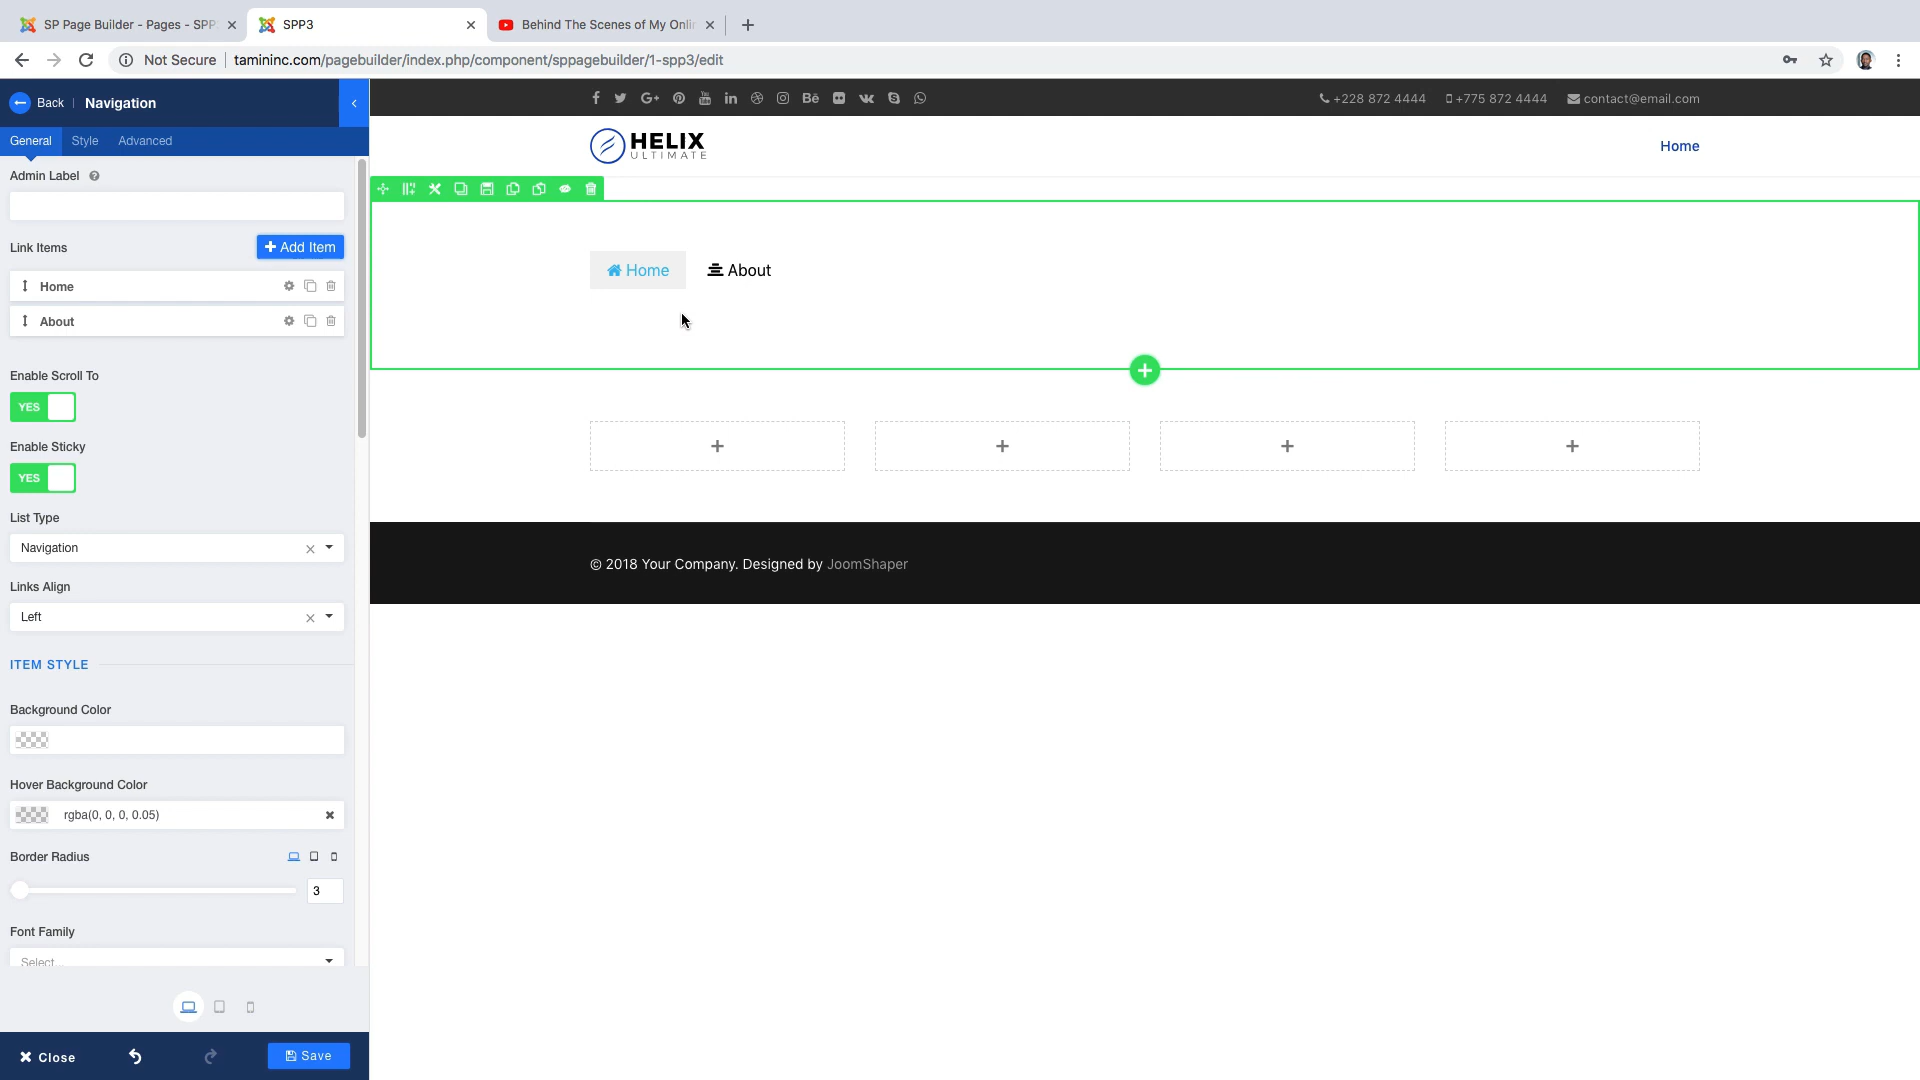 SP Page Builder - Pages - SPP
SPP3
Behind The Scenes of My Onli
Not Secure
tamininc.com/pagebuilder/index.php/component/sppagebuilder/1-spp3/edit
Back
Navigation
General
Style
Advanced
Admin Label
Link Items
Add Item
Home
About
Enable Scroll To
YES
Enable Sticky
YES
List Type
Navigation
Links Align
Left
ITEM STYLE
Background Color
Hover Background Color
rgba(0, 0, 0, 0.05)
Border Radius
3
Font Family
Select...
Close
Save
+228 872 4444
+775 872 4444
contact@email.com
HELIX
ULTIMATE
Home
Home
About
© 2018 Your Company. Designed by JoomShaper